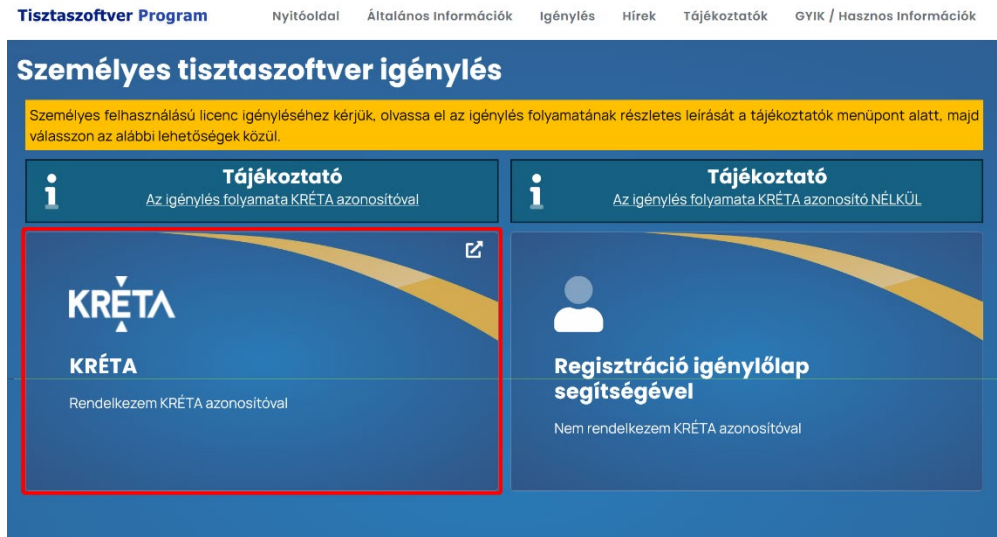 Tisztaszoftver Program
Nyitóoldal Általános Információk Igénylés Hírek Tájékoztatók GYIK / Hasznos Információk
Személyes tisztaszoftver igénylés
Személyes felhasználású licenc igényléséhez kérjük, olvassa el az igénylés folyamatának részletes leírását a tájékoztatók menüpont alatt, majd
válasszon az alábbi lehetőségek közül.
Tájékoztató
Az igénylés folyamata KRÉTA azonosítóval
Tájékoztató
Az igénylés folyamata KRÉTA azonosító NÉLKÜL
KRÉTA
KRÉTA
Rendelkezem KRÉTA azonosítóval
Regisztráció igénylőlap
segítségével
Nem rendelkezem KRÉTA azonosítóval